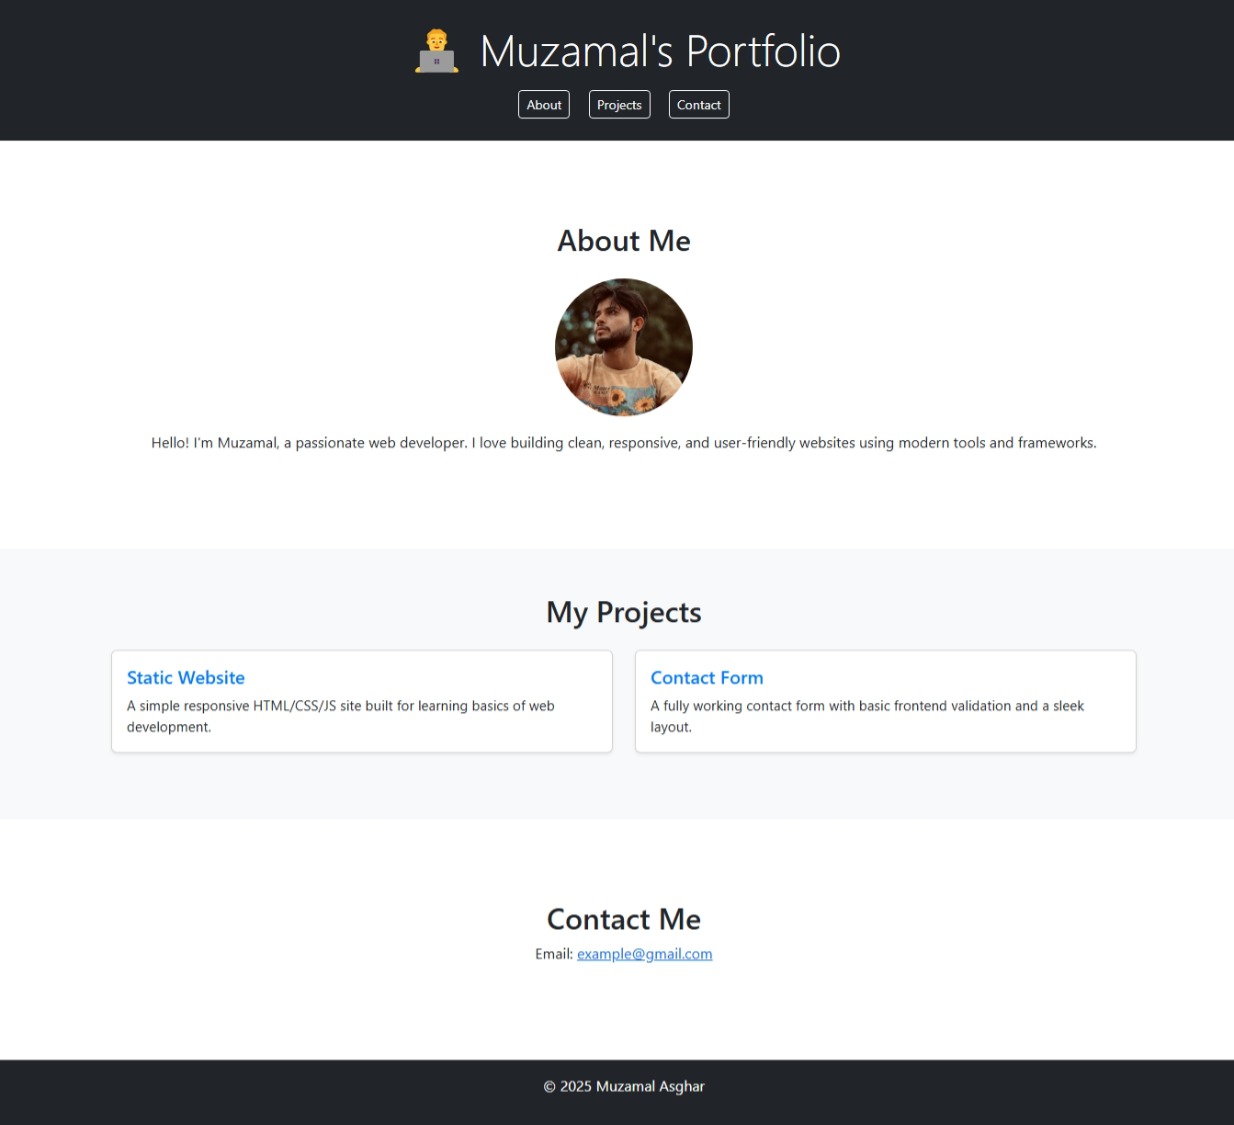 Muzamal's Portfolio
About Projects Contact
About Me
Hello! I'm Muzamal, a passionate web developer. I love building clean, responsive, and user-friendly websites using modern tools and frameworks.
My Projects
Static Website
A simple responsive HTML/CSS/JS site built for learning basics of web
development.
Contact Form
A fully working contact form with basic frontend validation and a sleek
layout.
Contact Me
Email: example@gmail.com
© 2025 Muzamal Asghar